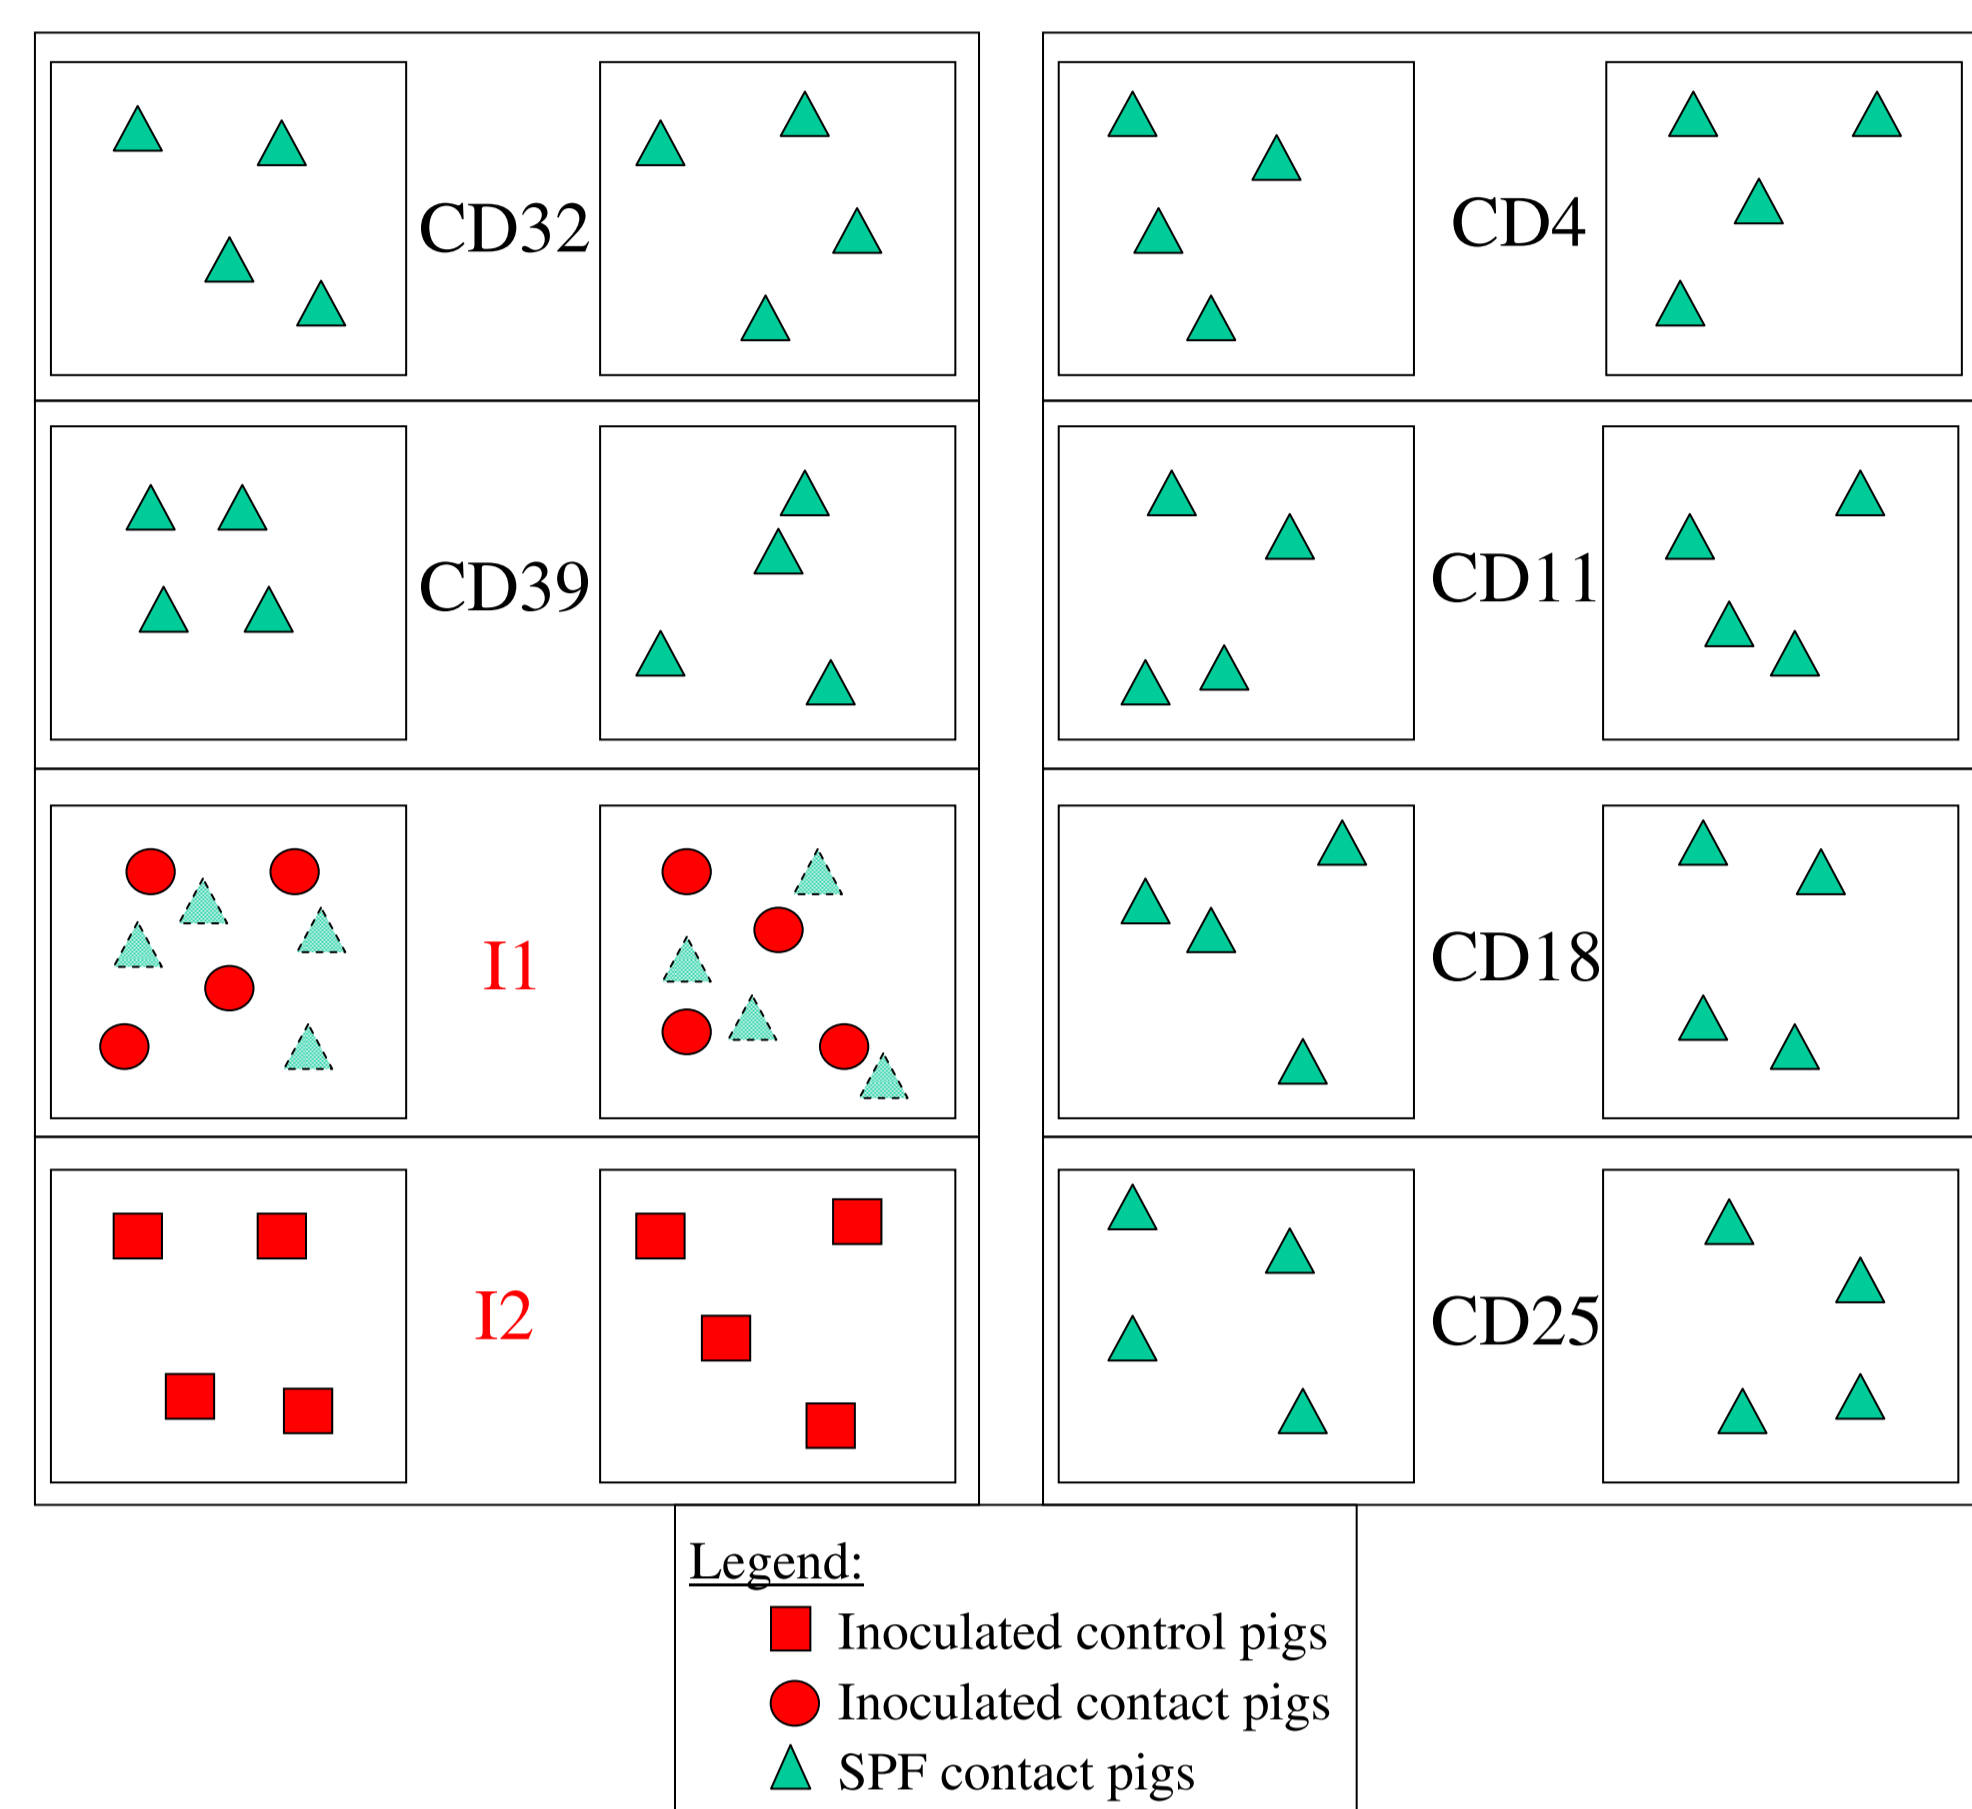 CD32
CD4
CD39
CD11
I1
CD18
I2
CD25
Legend:
Inoculated control pigs
Inoculated contact pigs
SPF contact pigs